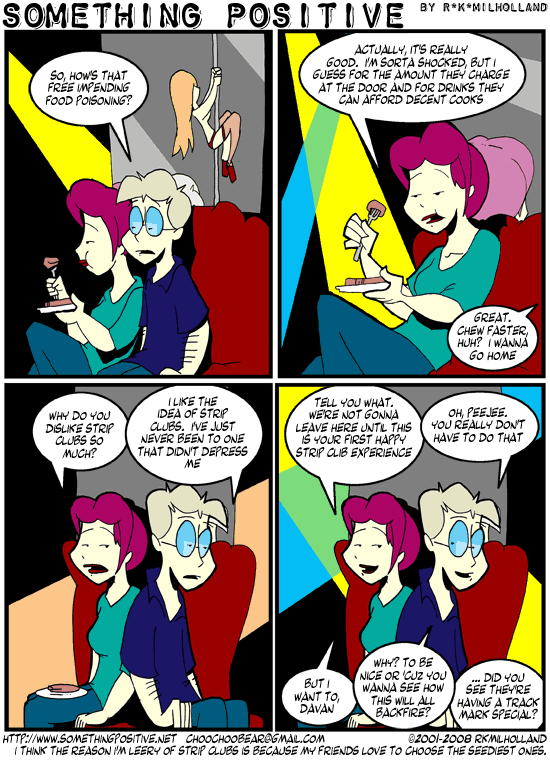 SOMETHING POSITIVE BY R*K*MILHOLLAND
SO, HOW'S THAT
FREE IMPENDING
FOOD POISONING?
ACTUALLY, IT'S REALLY
GOOD. I'M SORTA SHOCKED, BUT I
GUESS FOR THE AMOUNT THEY CHARGE
AT THE DOOR AND FOR DRINKS THEY
CAN AFFORD DECENT COOKS
GREAT.
CHEW FASTER,
HUH? I WANNA
GO HOME
WHY DO YOU
DISLIKE STRIP
CLUBS SO
MUCH?
I LIKE THE
IDEA OF STRIP
CLUBS. I'VE JUST
NEVER BEEN TO ONE
THAT DIDN'T DEPRESS
ME
TELL YOU WHAT.
WE'RE NOT GONNA
LEAVE HERE UNTIL THIS
IS YOUR FIRST HAPPY
STRIP CLIB EXPERIENCE
OH, PEEJEE.
YOU REALLY DON'T
HAVE TO DO THAT
BUT I
WANT TO,
DAVAN
WHY? TO BE
NICE OR 'CUZ YOU
WANNA SEE HOW
THIS WILL ALL
BACKFIRE?
... DID YOU
SEE THEY'RE
HAVING A TRACK
MARK SPECIAL?
HTTP://WWW.SOMETHINGPOSITIVE.NET CHOOCHOOBEAR@GMAIL.COM ©2001-2008 RKMILHOLLAND
I THINK THE REASON I'M LEERY OF STRIP CLUBS IS BECAUSE MY FRIENDS LOVE TO CHOOSE THE SEEDIEST ONES.